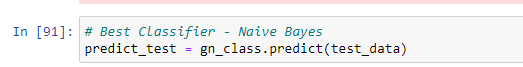 In [91]: # Best Classifier - Naive Bayes
predict_test = gn_class.predict(test_data)